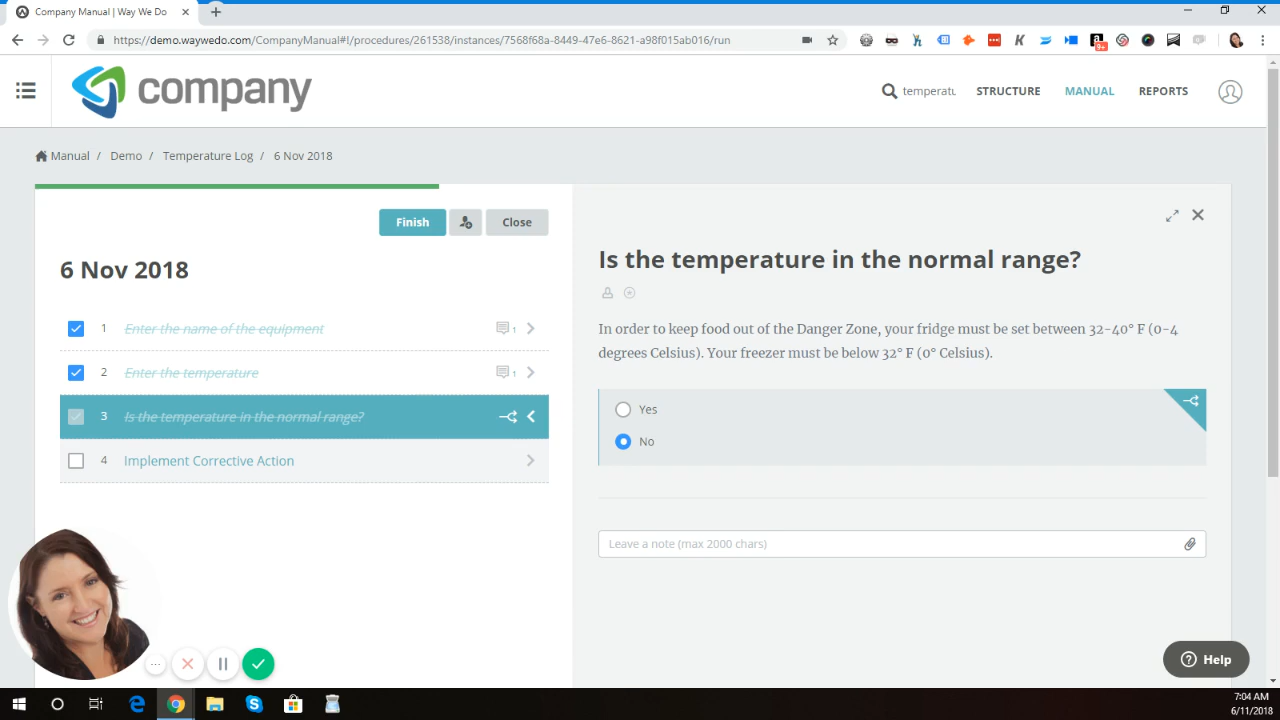 Company Manual | Way We Do
https://demo.waywedo.com/CompanyManual#!/procedures/261538/instances/7568f68a-8449-47e6-8621-a98f015ab016/run
K
a
9+
company
temperatu
STRUCTURE
MANUAL
REPORTS
Manual / Demo / Temperature Log / 6 Nov 2018
Finish
Close
6 Nov 2018
1 Enter the name of the equipment 1
2 Enter the temperature 1
3 Is the temperature in the normal range?
4 Implement Corrective Action
Is the temperature in the normal range?
In order to keep food out of the Danger Zone, your fridge must be set between 32-40° F (0-4
degrees Celsius). Your freezer must be below 32° F (0° Celsius).
Yes
No
Leave a note (max 2000 chars)
Help
7:04 AM
6/11/2018